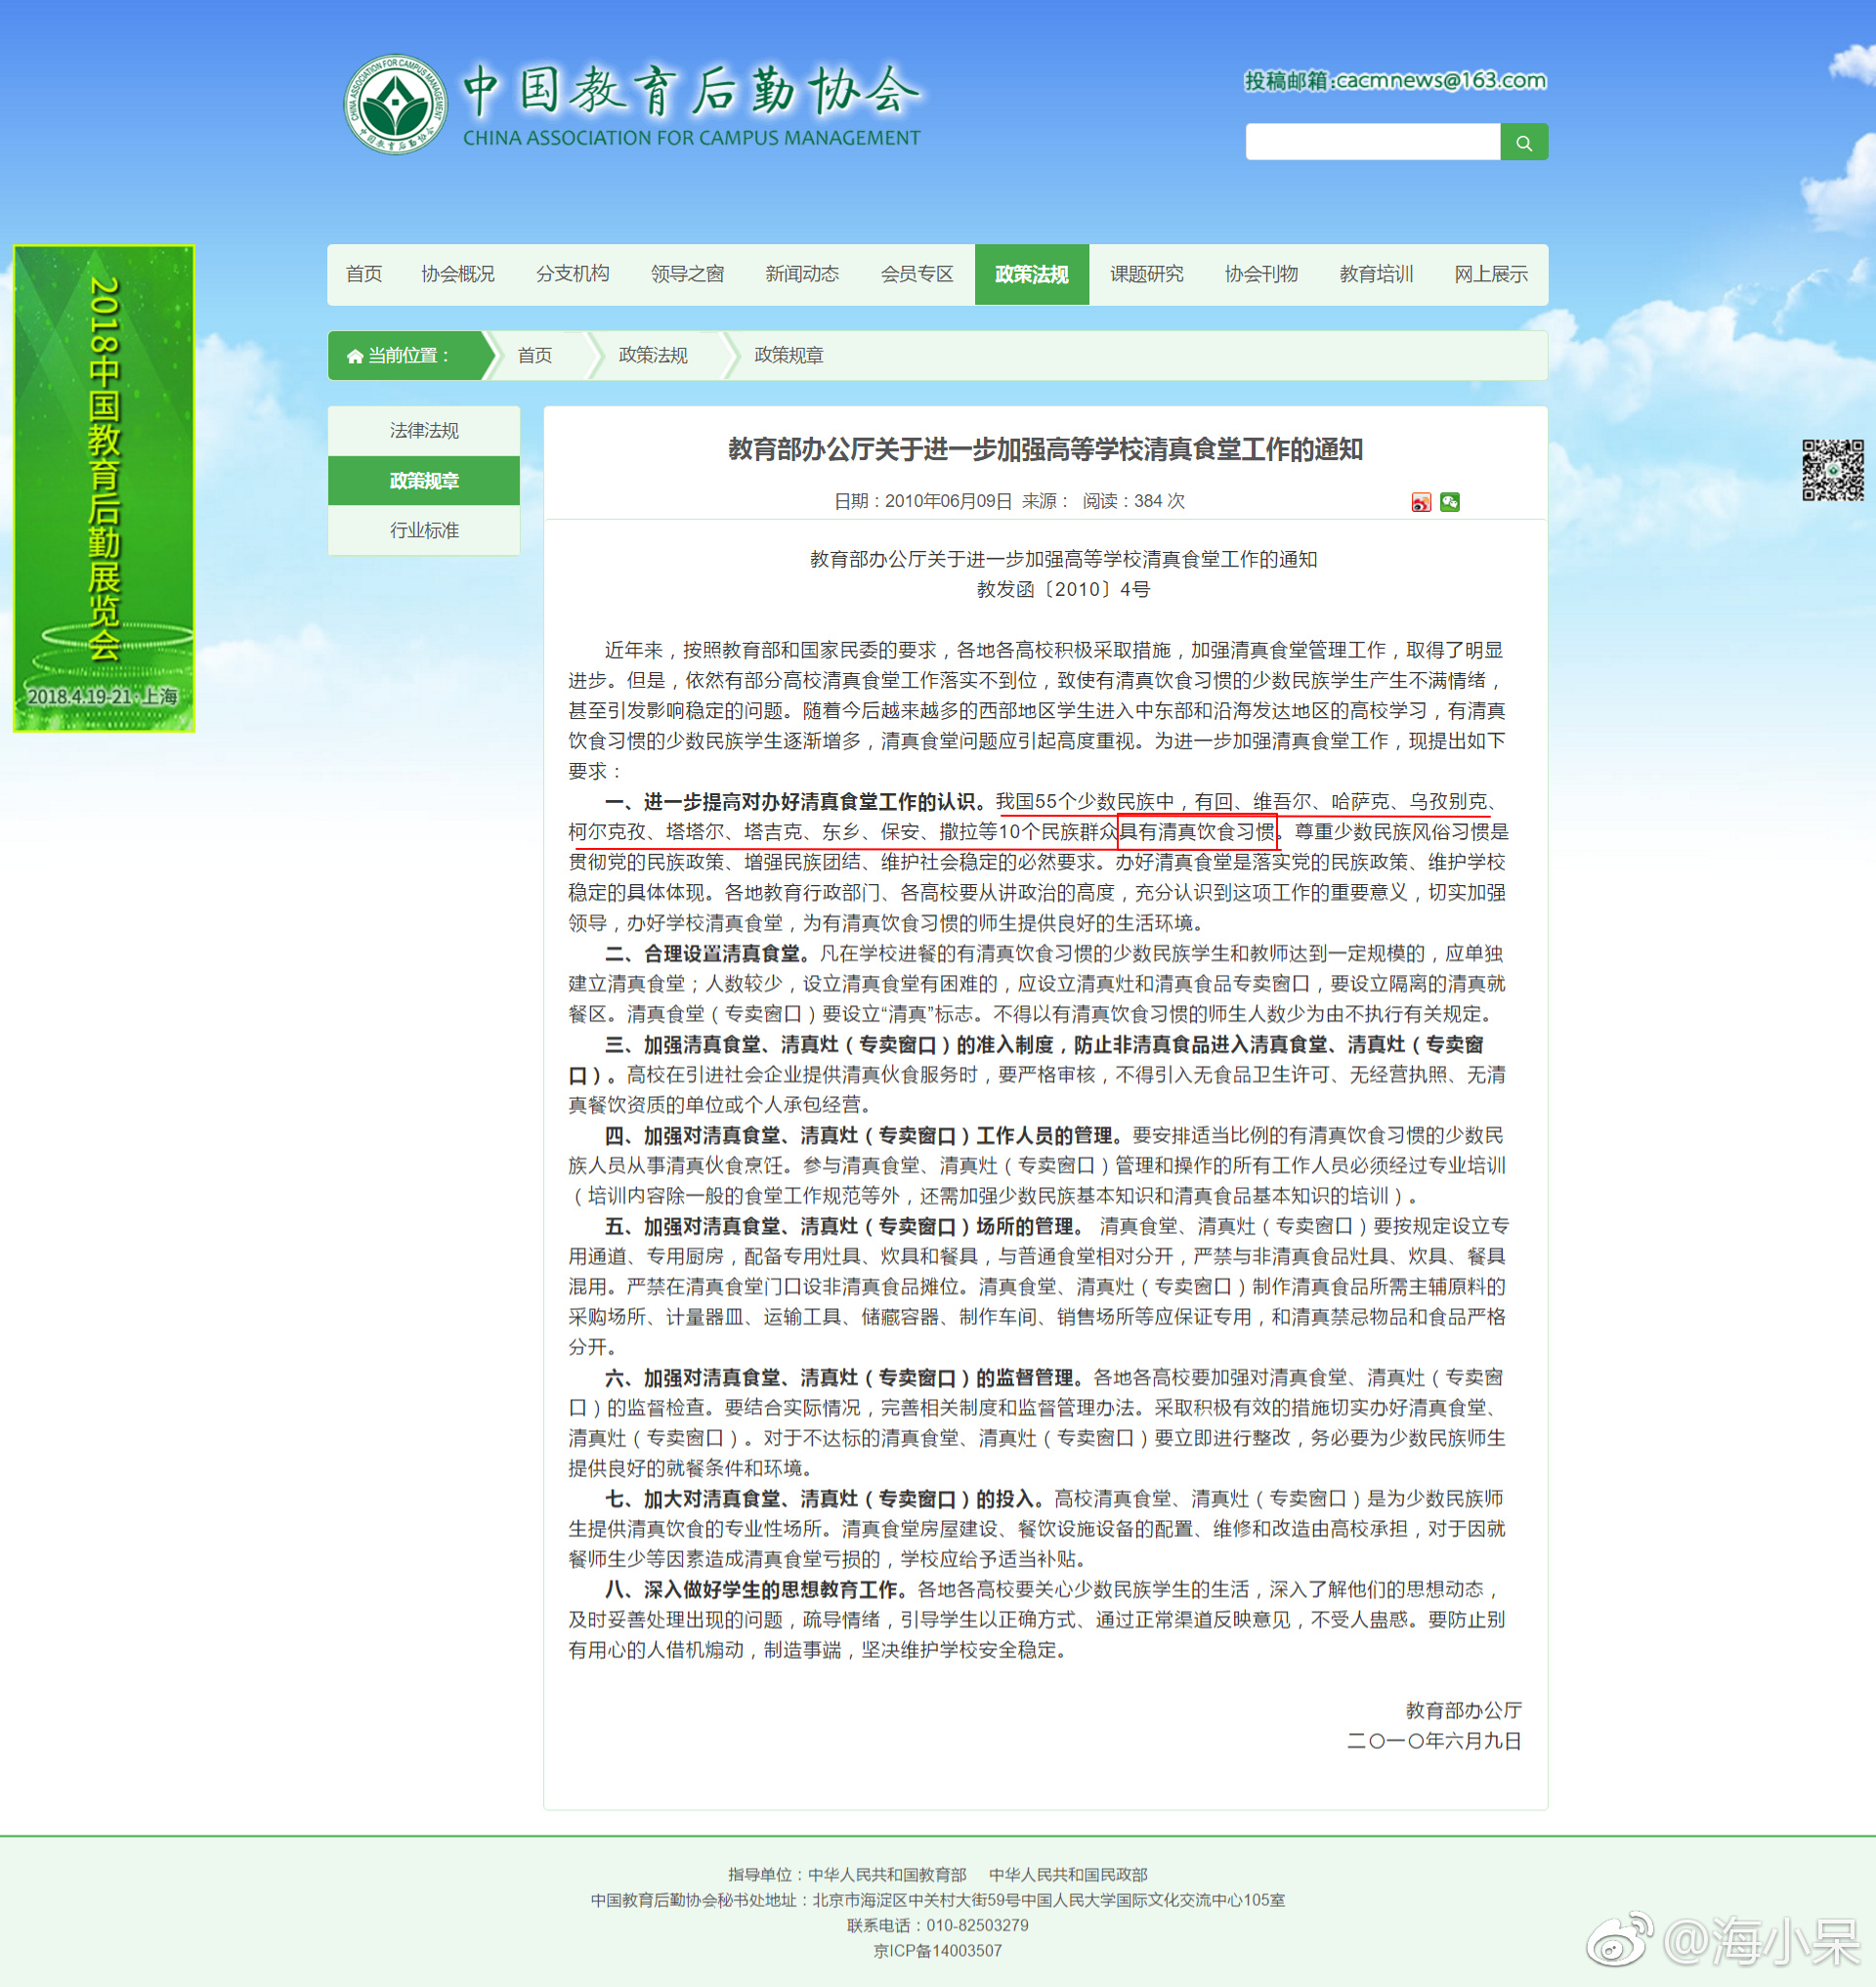 中国教育后勤协会
CHINA ASSOCIATION FOR CAMPUS MANAGEMENT
投稿邮箱:cacmnews@163.com
首页 协会概况 分支机构 领导之窗 新闻动态 会员专区 政策法规 课题研究 协会刊物 教育培训 网上展示
2018中国教育后勤展览会
2018.4.19-21·上海
当前位置： 首页 政策法规 政策规章
法律法规
政策规章
行业标准
教育部办公厅关于进一步加强高等学校清真食堂工作的通知
日期：2010年06月09日 来源： 阅读：384 次
教育部办公厅关于进一步加强高等学校清真食堂工作的通知
教发函〔2010〕4号
近年来，按照教育部和国家民委的要求，各地各高校积极采取措施，加强清真食堂管理工作，取得了明显
进步。但是，依然有部分高校清真食堂工作落实不到位，致使有清真饮食习惯的少数民族学生产生不满情绪，
甚至引发影响稳定的问题。随着今后越来越多的西部地区学生进入中东部和沿海发达地区的高校学习，有清真
饮食习惯的少数民族学生逐渐增多，清真食堂问题应引起高度重视。为进一步加强清真食堂工作，现提出如下
要求：
一、进一步提高对办好清真食堂工作的认识。我国55个少数民族中，有回、维吾尔、哈萨克、乌孜别克、
柯尔克孜、塔塔尔、塔吉克、东乡、保安、撒拉等10个民族群众具有清真饮食习惯。尊重少数民族风俗习惯是
贯彻党的民族政策、增强民族团结、维护社会稳定的必然要求。办好清真食堂是落实党的民族政策、维护学校
稳定的具体体现。各地教育行政部门、各高校要从讲政治的高度，充分认识到这项工作的重要意义，切实加强
领导，办好学校清真食堂，为有清真饮食习惯的师生提供良好的生活环境。
二、合理设置清真食堂。凡在学校进餐的有清真饮食习惯的少数民族学生和教师达到一定规模的，应单独
建立清真食堂；人数较少，设立清真食堂有困难的，应设立清真灶和清真食品专卖窗口，要设立隔离的清真就
餐区。清真食堂（专卖窗口）要设立“清真”标志。不得以有清真饮食习惯的师生人数少为由不执行有关规定。
三、加强清真食堂、清真灶（专卖窗口）的准入制度，防止非清真食品进入清真食堂、清真灶（专卖窗
口）。高校在引进社会企业提供清真伙食服务时，要严格审核，不得引入无食品卫生许可、无经营执照、无清
真餐饮资质的单位或个人承包经营。
四、加强对清真食堂、清真灶（专卖窗口）工作人员的管理。要安排适当比例的有清真饮食习惯的少数民
族人员从事清真伙食烹饪。参与清真食堂、清真灶（专卖窗口）管理和操作的所有工作人员必须经过专业培训
（培训内容除一般的食堂工作规范等外，还需加强少数民族基本知识和清真食品基本知识的培训）。
五、加强对清真食堂、清真灶（专卖窗口）场所的管理。 清真食堂、清真灶（专卖窗口）要按规定设立专
用通道、专用厨房，配备专用灶具、炊具和餐具，与普通食堂相对分开，严禁与非清真食品灶具、炊具、餐具
混用。严禁在清真食堂门口设非清真食品摊位。清真食堂、清真灶（专卖窗口）制作清真食品所需主辅原料的
采购场所、计量器皿、运输工具、储藏容器、制作车间、销售场所等应保证专用，和清真禁忌物品和食品严格
分开。
六、加强对清真食堂、清真灶（专卖窗口）的监督管理。各地各高校要加强对清真食堂、清真灶（专卖窗
口）的监督检查。要结合实际情况，完善相关制度和监督管理办法。采取积极有效的措施切实办好清真食堂、
清真灶（专卖窗口）。对于不达标的清真食堂、清真灶（专卖窗口）要立即进行整改，务必要为少数民族师生
提供良好的就餐条件和环境。
七、加大对清真食堂、清真灶（专卖窗口）的投入。高校清真食堂、清真灶（专卖窗口）是为少数民族师
生提供清真饮食的专业性场所。清真食堂房屋建设、餐饮设施设备的配置、维修和改造由高校承担，对于因就
餐师生少等因素造成清真食堂亏损的，学校应给予适当补贴。
八、深入做好学生的思想教育工作。各地各高校要关心少数民族学生的生活，深入了解他们的思想动态，
及时妥善处理出现的问题，疏导情绪，引导学生以正确方式、通过正常渠道反映意见，不受人蛊惑。要防止别
有用心的人借机煽动，制造事端，坚决维护学校安全稳定。
教育部办公厅
二〇一〇年六月九日
指导单位：中华人民共和国教育部 中华人民共和国民政部
中国教育后勤协会秘书处地址：北京市海淀区中关村大街59号中国人民大学国际文化交流中心105室
联系电话：010-82503279
京ICP备14003507
@海小呆